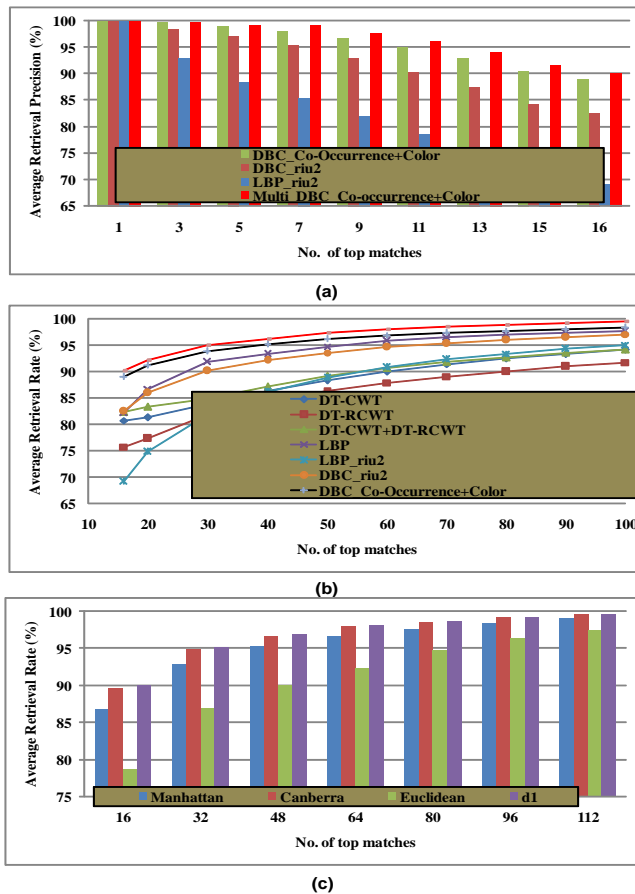 Average Retrieval Precision (%)
100
95
90
85
80
75
70
65
DBC_Co-Occurrence+Color
DBC_riu2
LBP_riu2
Multi_DBC_Co-occurrence+Color
1 3 5 7 9 11 13 15 16
No. of top matches
(a)
Average Retrieval Rate (%)
100
95
90
85
80
75
70
65
DT-CWT
DT-RCWT
DT-CWT+DT-RCWT
LBP
LBP_riu2
DBC_riu2
DBC_Co-Occurrence+Color
10 20 30 40 50 60 70 80 90 100
No. of top matches
(b)
Average Retrieval Rate (%)
100
95
90
85
80
75
Manhattan Canberra Euclidean d1
16 32 48 64 80 96 112
No. of top matches
(c)